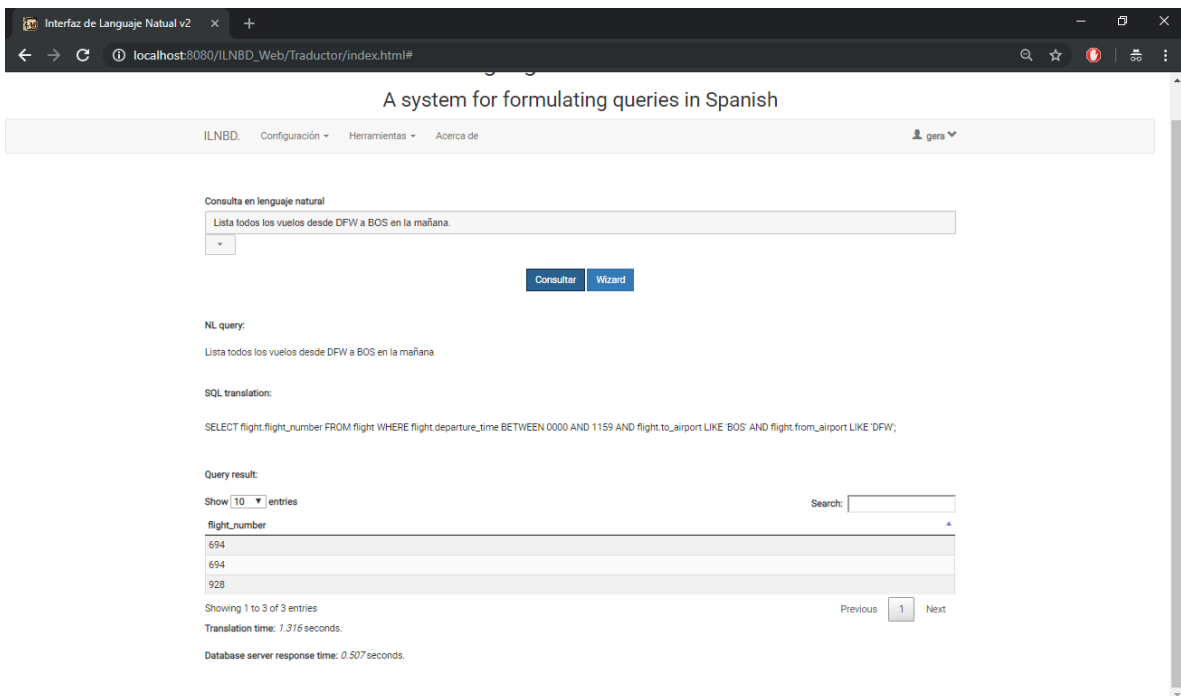 Interfaz de Languaje Natual v2
localhost:8080/ILNBD_Web/Traductor/index.html#
A system for formulating queries in Spanish
ILNBD. Configuración Herramientas Acerca de gera
Consulta en lenguaje natural
Lista todos los vuelos desde DFW a BOS en la mañana.
Consultar Wizard
NL query:
Lista todos los vuelos desde DFW a BOS en la mañana
SQL translation:
SELECT flight.flight_number FROM flight WHERE flight.departure_time BETWEEN 0000 AND 1159 AND flight.to_airport LIKE 'BOS' AND flight.from_airport LIKE 'DFW';
Query result:
Show 10 entries Search:
flight_number
694
694
928
Showing 1 to 3 of 3 entries Previous 1 Next
Translation time: 1.316 seconds.
Database server response time: 0.507 seconds.